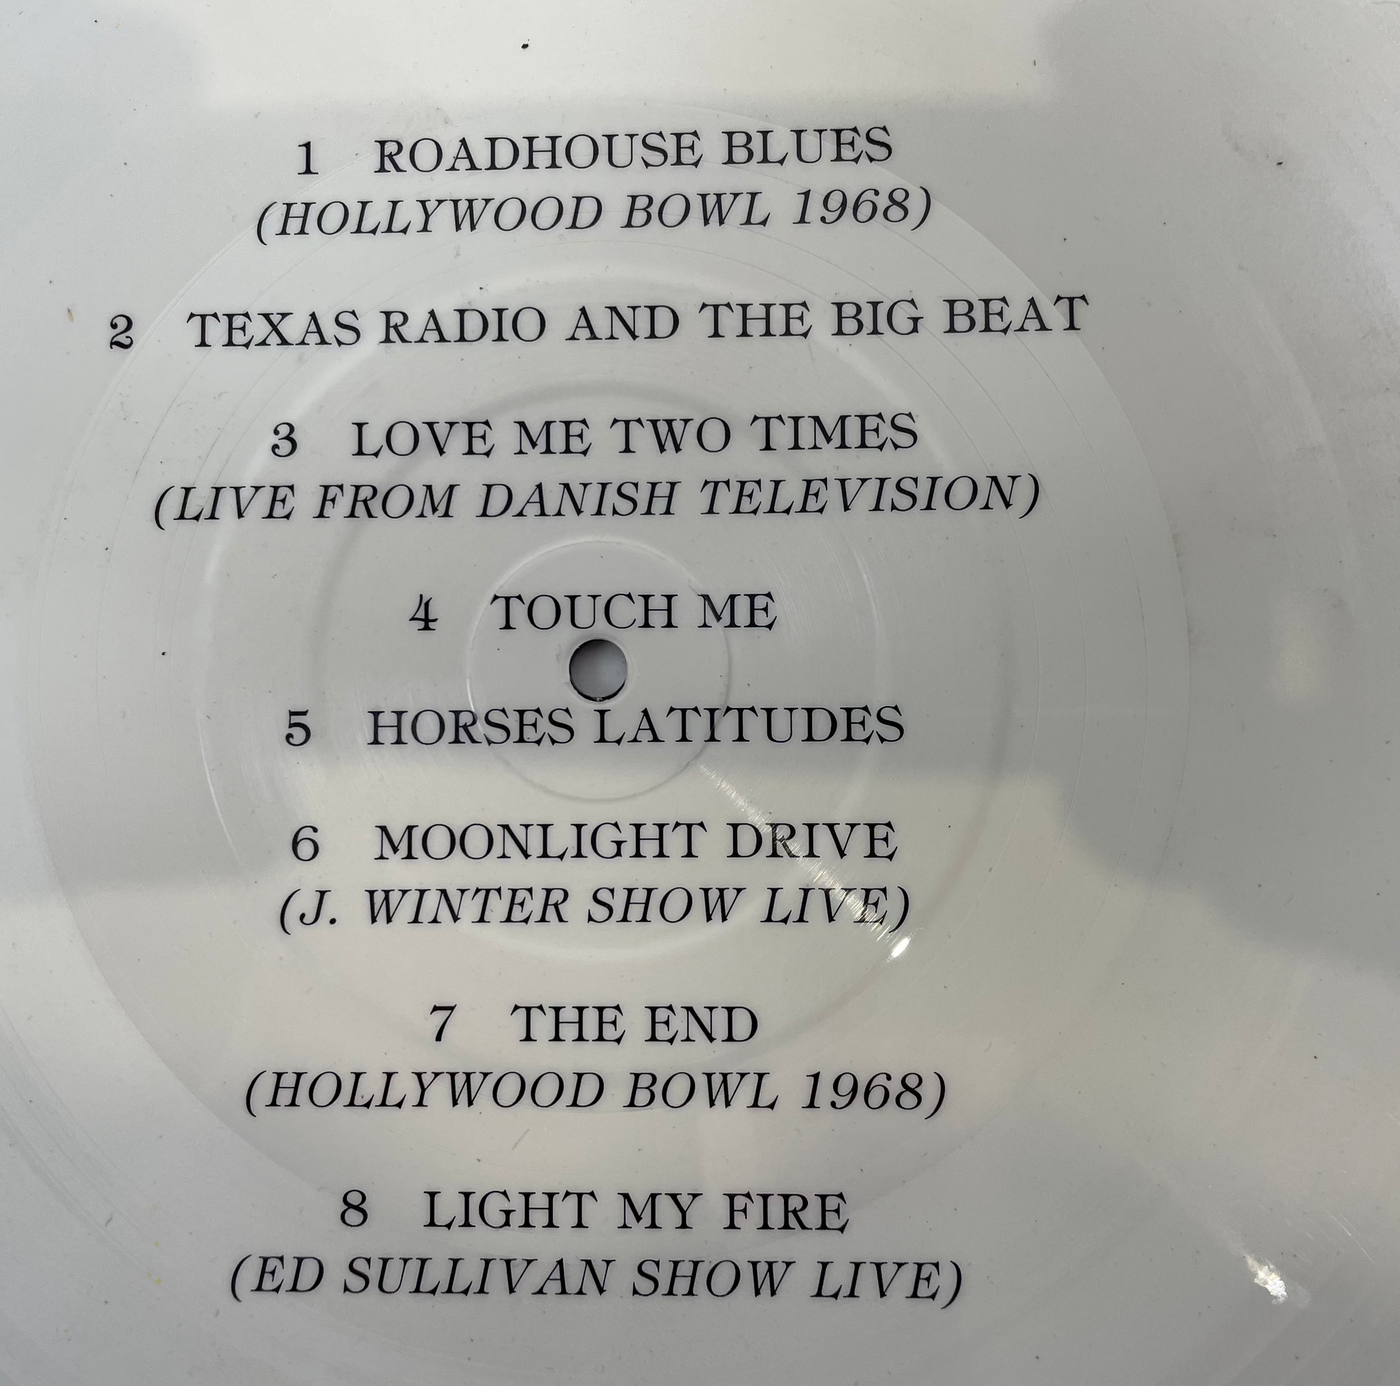 1 ROADHOUSE BLUES
(HOLLYWOOD BOWL 1968)
2 TEXAS RADIO AND THE BIG BEAT
3 LOVE ME TWO TIMES
(LIVE FROM DANISH TELEVISION)
4 TOUCH ME
5 HORSES LATITUDES
6 MOONLIGHT DRIVE
(J. WINTER SHOW LIVE)
7 THE END
(HOLLYWOOD BOWL 1968)
8 LIGHT MY FIRE
(ED SULLIVAN SHOW LIVE)